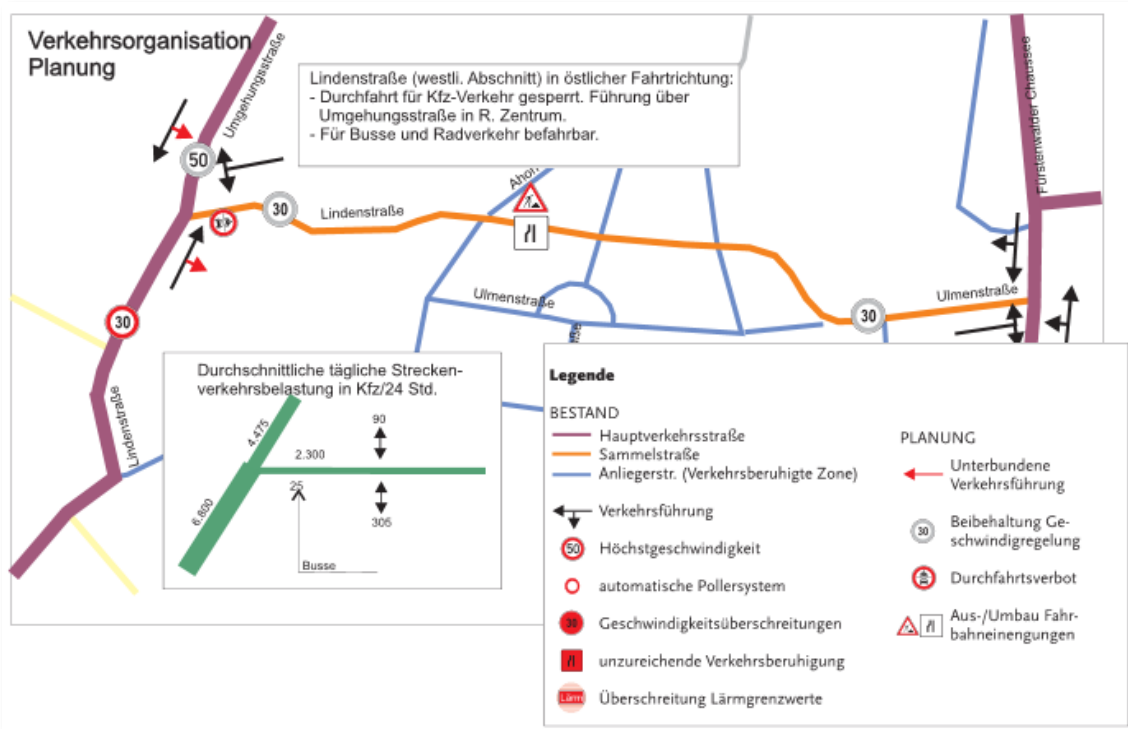 Verkehrsorganisation
Planung
Umgehungsstraße
Lindenstraße (westli. Abschnitt) in östlicher Fahrtrichtung:
- Durchfahrt für Kfz-Verkehr gesperrt. Führung über
Umgehungsstraße in R. Zentrum.
- Für Busse und Radverkehr befahrbar.
Fürstenwalder Chaussee
50
30
Lindenstraße
Ulmenstraße
Ulmenstraße
30
30
Lindenstraße
Durchschnittliche tägliche Strecken-
verkehrsbelastung in Kfz/24 Std.
4.475
90
2.300
25
6.600
305
Busse
Legende
BESTAND
Hauptverkehrsstraße
Sammelstraße
Anliegerstr. (Verkehrsberuhigte Zone)
Verkehrsführung
50 Höchstgeschwindigkeit
automatische Pollersystem
30 Geschwindigkeitsüberschreitungen
unzureichende Verkehrsberuhigung
Lärm Überschreitung Lärmgrenzwerte
PLANUNG
Unterbundene
Verkehrsführung
30 Beibehaltung Ge-
schwindigregelung
Durchfahrtsverbot
Aus-/Umbau Fahr-
bahneinengungen